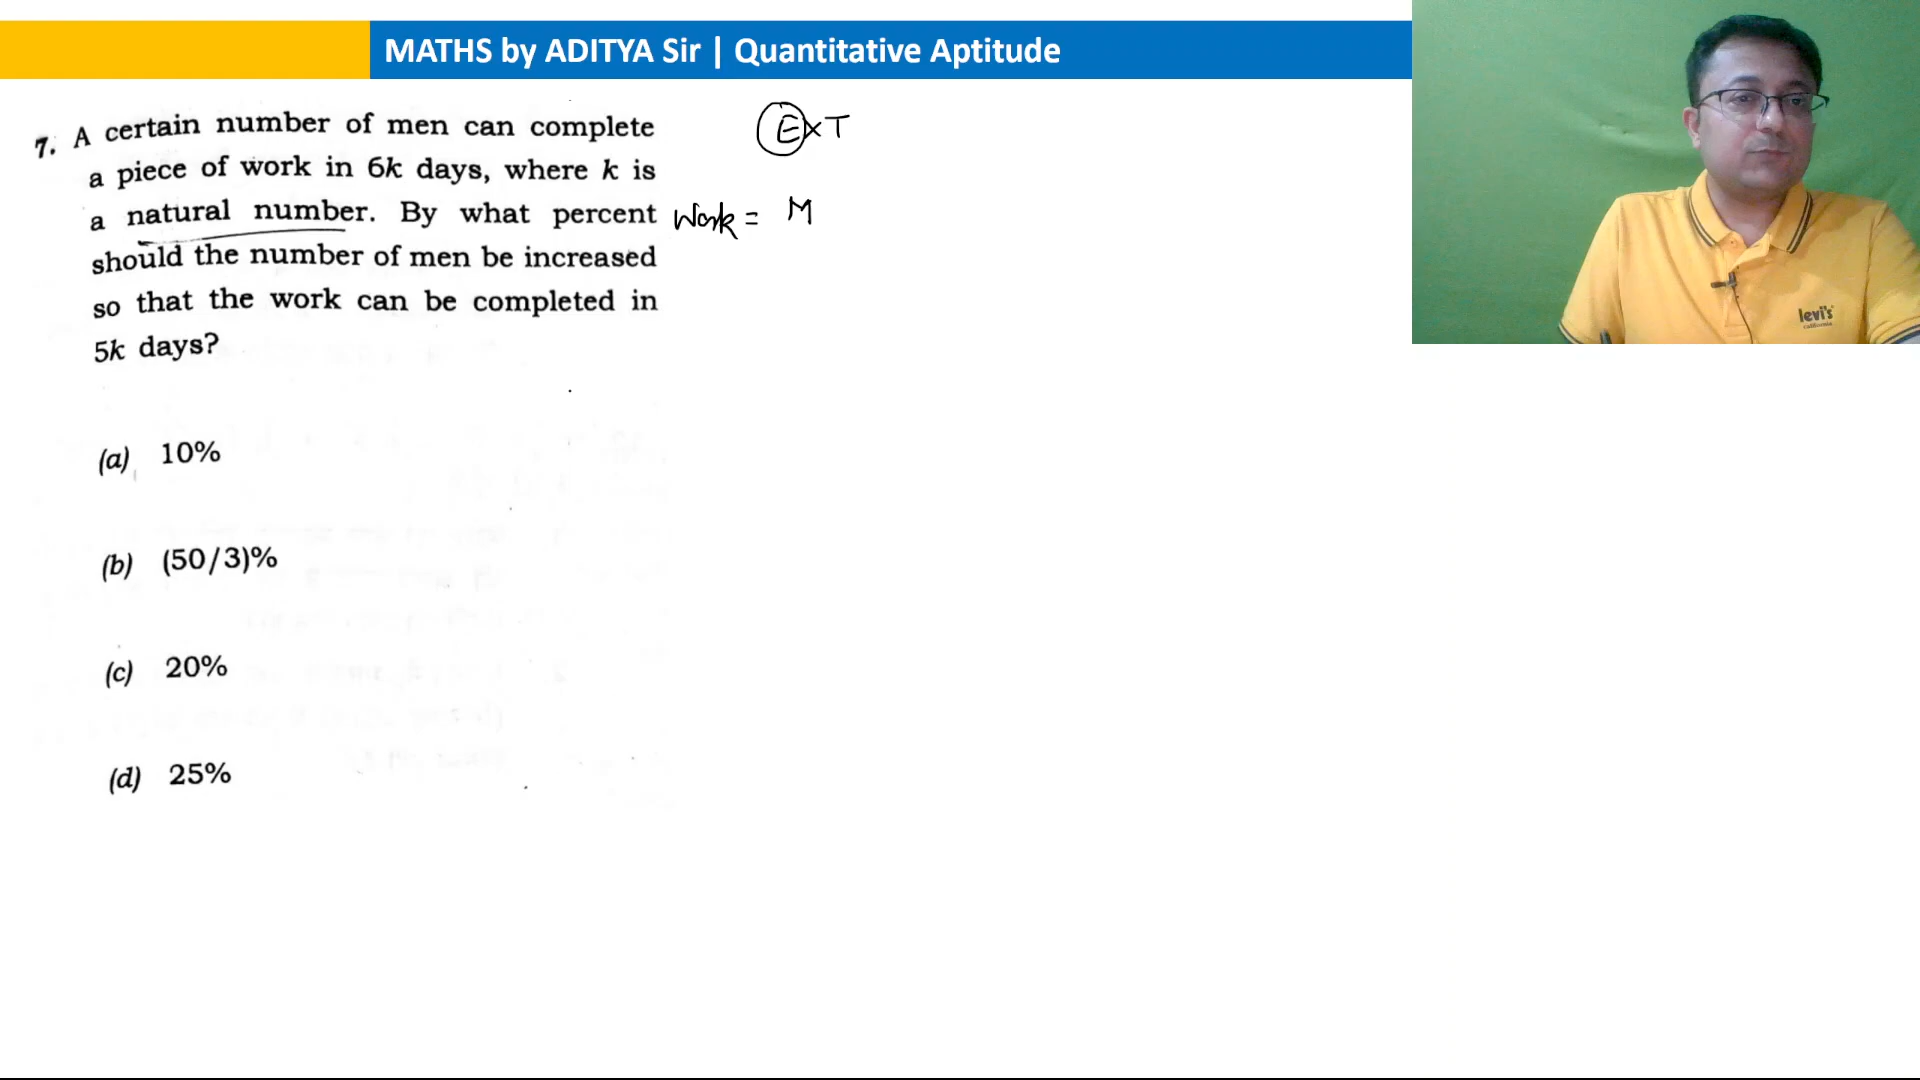 MATHS by ADITYA Sir | Quantitative Aptitude
7. A certain number of men can complete
a piece of work in 6k days, where k is
a natural number. By what percent
should the number of men be increased
so that the work can be completed in
5k days?
(a) 10%
(b) (50/3)%
(c) 20%
(d) 25%
E×T
Work = M
levi's
california